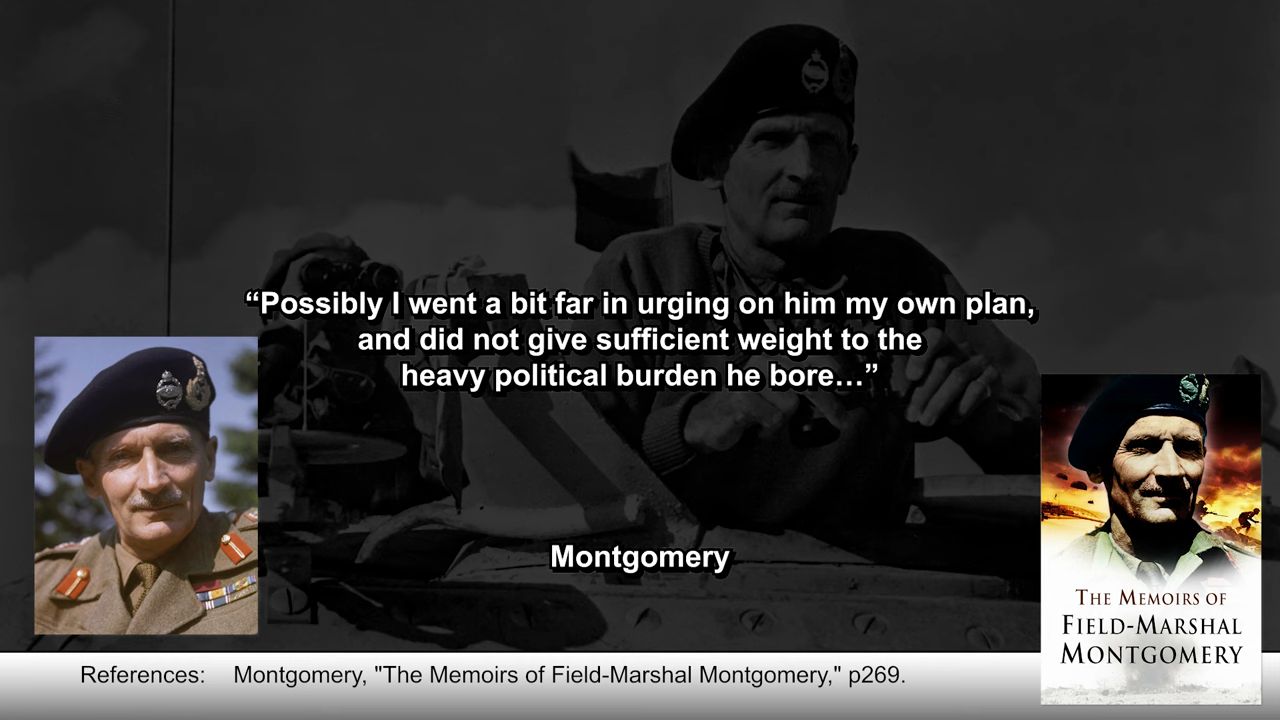 “Possibly I went a bit far in urging on him my own plan,
and did not give sufficient weight to the
heavy political burden he bore…”
Montgomery
The Memoirs of
Field-Marshal
Montgomery
References: Montgomery, "The Memoirs of Field-Marshal Montgomery," p269.